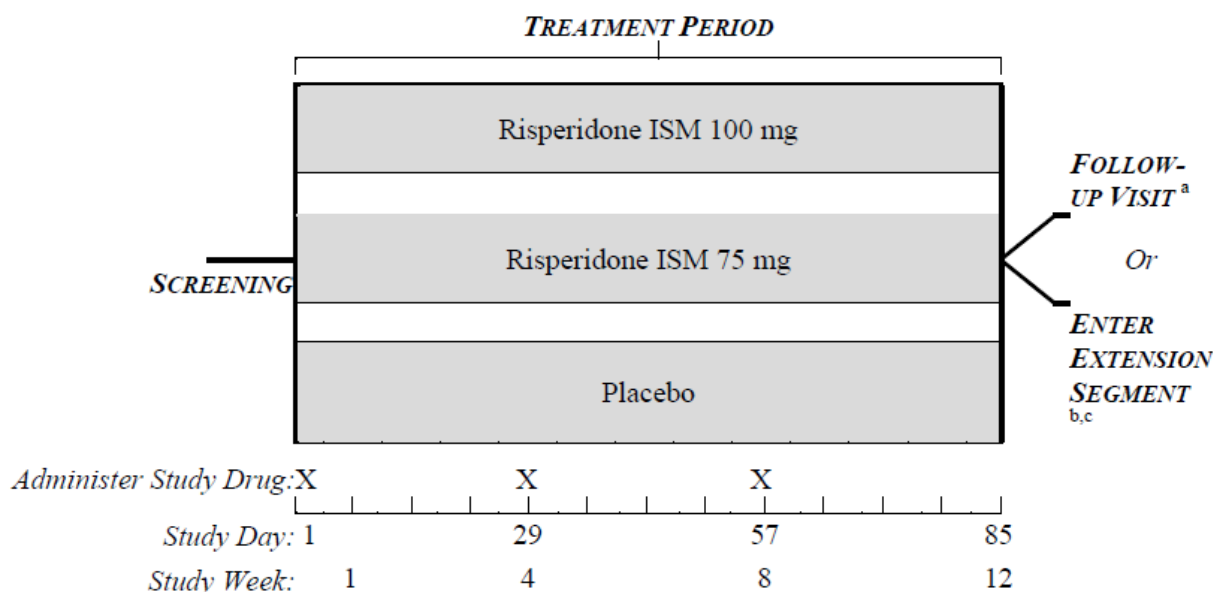 TREATMENT PERIOD
Risperidone ISM 100 mg
Risperidone ISM 75 mg
Placebo
SCREENING
FOLLOW-
UP VISIT a
Or
ENTER
EXTENSION
SEGMENT
b,c
Administer Study Drug: X X X
Study Day: 1 29 57 85
Study Week: 1 4 8 12